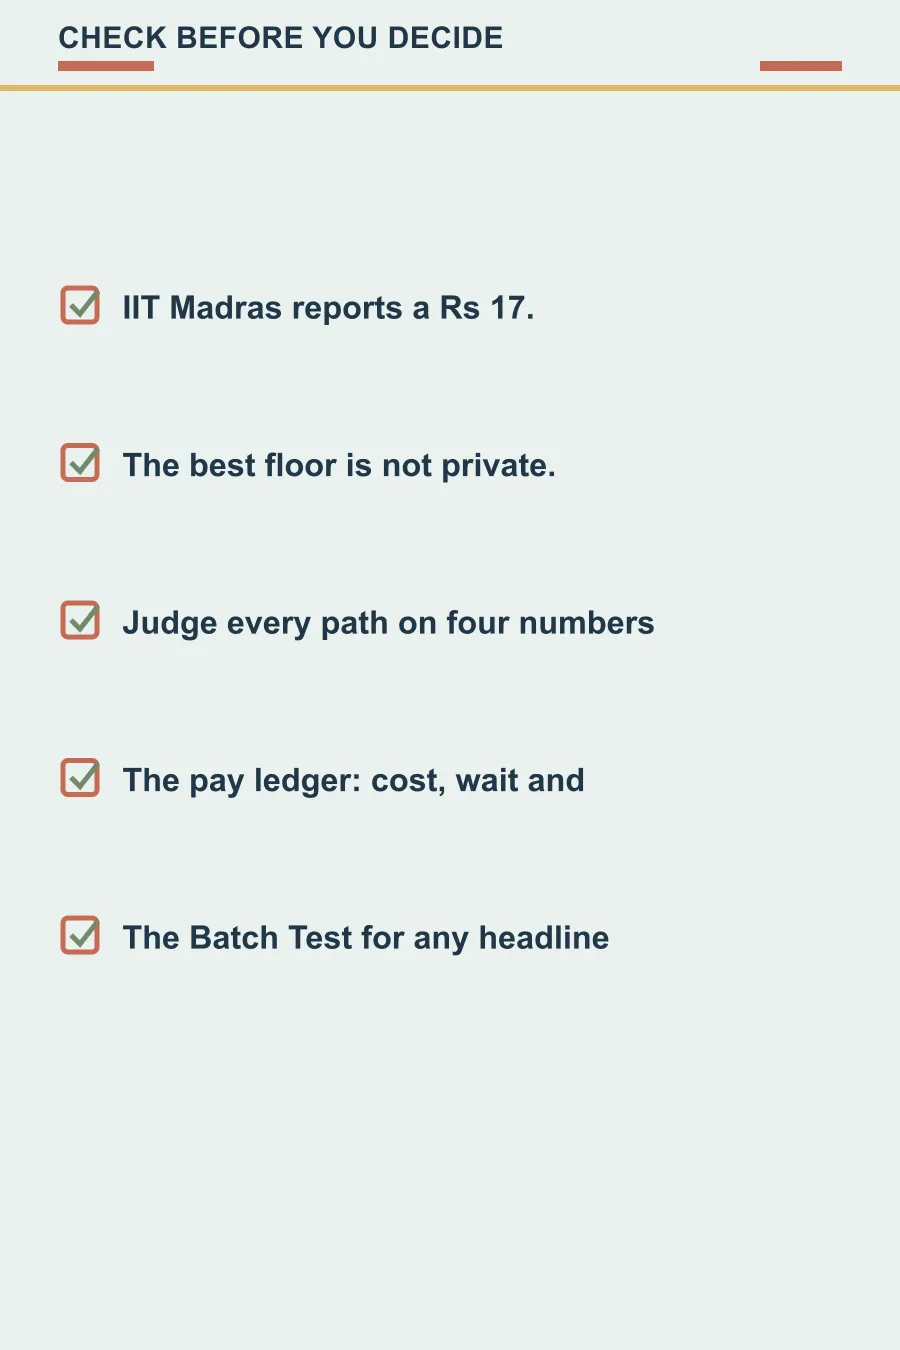 CHECK BEFORE YOU DECIDE
IIT Madras reports a Rs 17.
The best floor is not private.
Judge every path on four numbers
The pay ledger: cost, wait and
The Batch Test for any headline